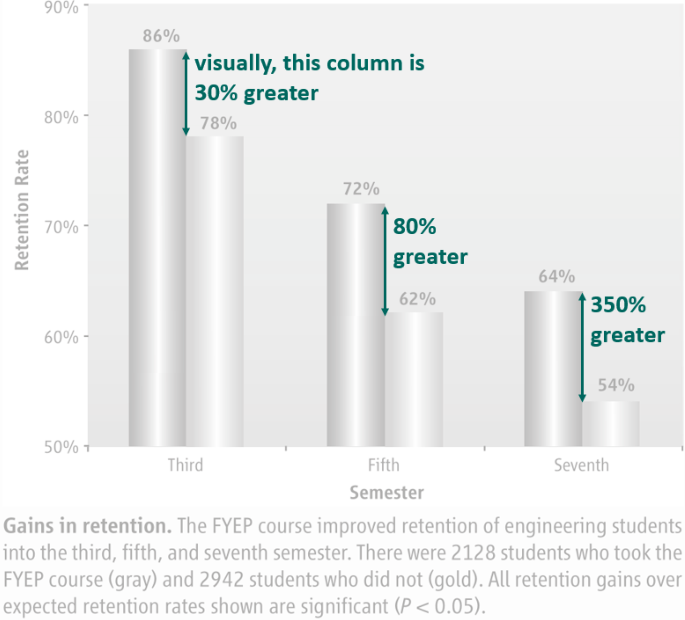 90%
86%
visually, this column is
30% greater
80%
78%
72%
70%
80%
greater
62%
64%
350%
greater
60%
54%
50%
Retention Rate
Third
Fifth
Seventh
Semester
Gains in retention. The FYEP course improved retention of engineering students
into the third, fifth, and seventh semester. There were 2128 students who took the
FYEP course (gray) and 2942 students who did not (gold). All retention gains over
expected retention rates shown are significant (P < 0.05).